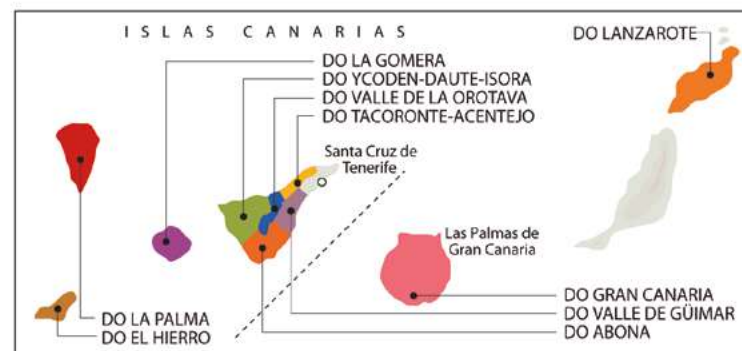 ISLAS CANARIAS
DO LANZAROTE
DO LA GOMERA
DO YCODEN-DAUTE-ISORA
DO VALLE DE LA OROTAVA
DO TACORONTE-ACENTEJO
Santa Cruz de
Tenerife
Las Palmas de
Gran Canaria
DO GRAN CANARIA
DO VALLE DE GÜIMAR
DO ABONA
DO LA PALMA
DO EL HIERRO